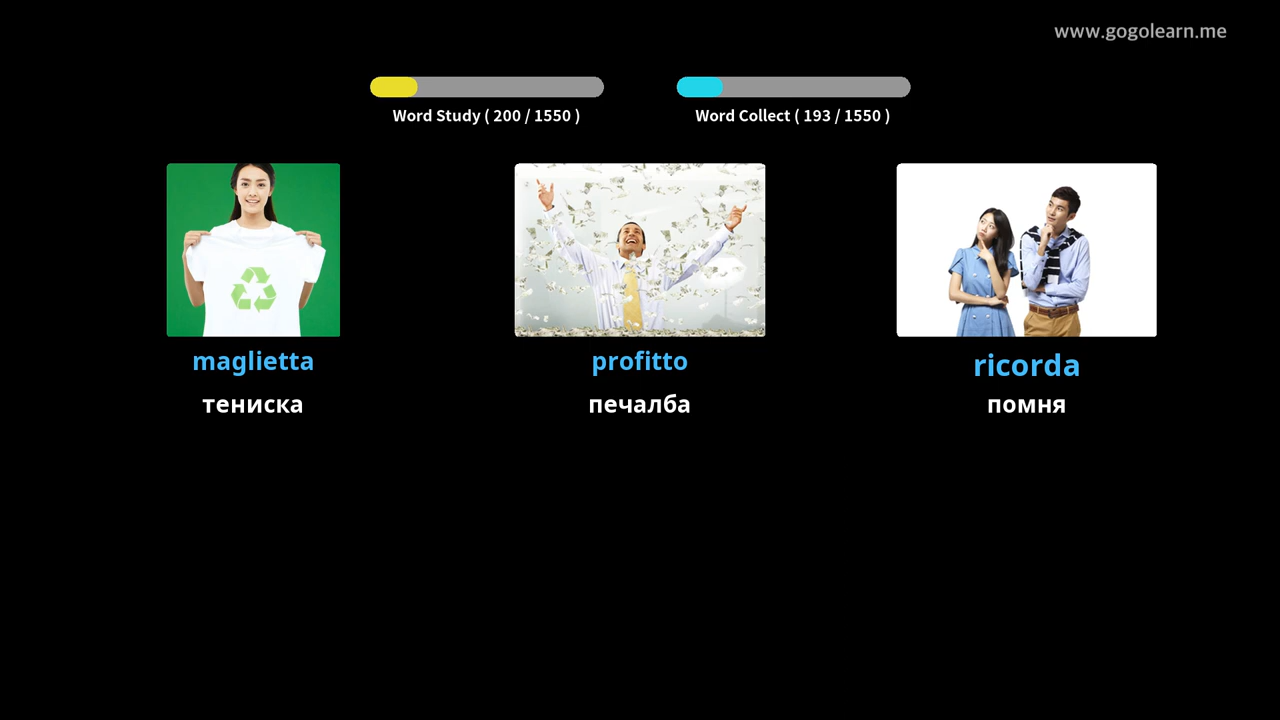 www.gogolearn.me
Word Study ( 200 / 1550 )
Word Collect ( 193 / 1550 )
maglietta
profitto
ricorda
тениска
печалба
помня